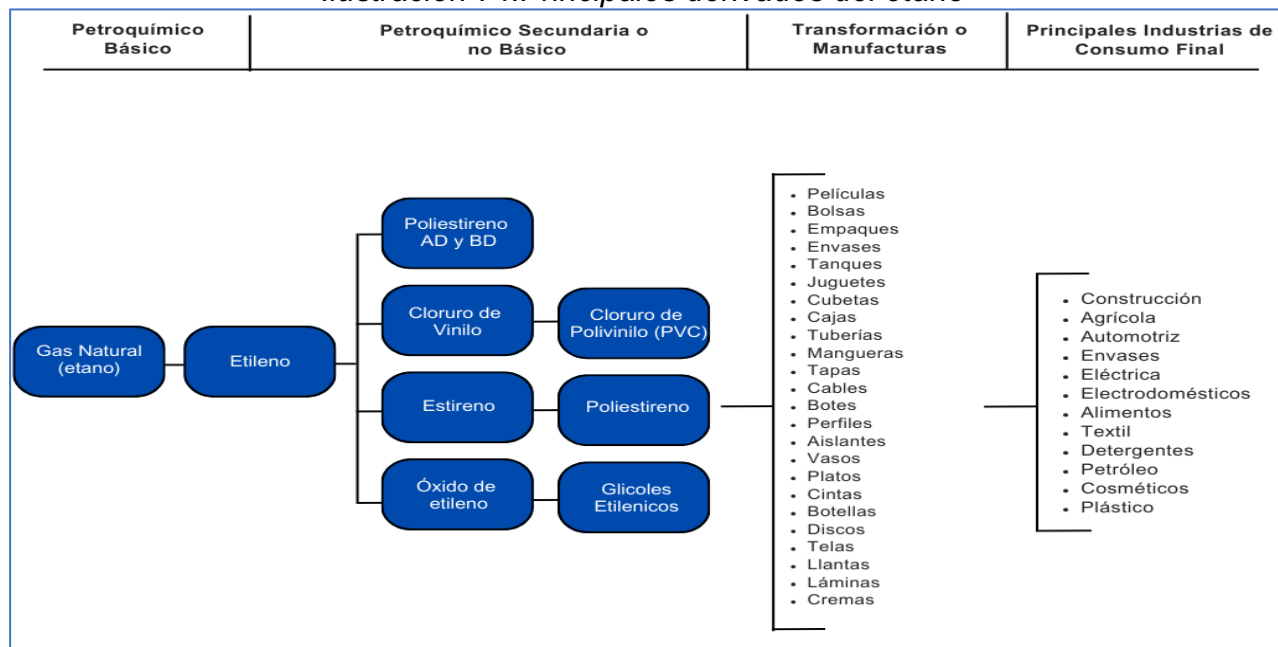 Petroquímico
Básico
Petroquímico Secundaria o
no Básico
Transformación o
Manufacturas
Principales Industrias de
Consumo Final
Gas Natural
(etano)
Etileno
Poliestireno
AD y BD
Cloruro de
Vinilo
Cloruro de
Polivinilo (PVC)
Estireno
Poliestireno
Óxido de
etileno
Glicoles
Etilenicos
Películas
Bolsas
Empaques
Envases
Tanques
Juguetes
Cubetas
Cajas
Tuberías
Mangueras
Tapas
Cables
Botes
Perfiles
Aislantes
Vasos
Platos
Cintas
Botellas
Discos
Telas
Llantas
Láminas
Cremas
Construcción
Agrícola
Automotriz
Envases
Eléctrica
Electrodomésticos
Alimentos
Textil
Detergentes
Petróleo
Cosméticos
Plástico